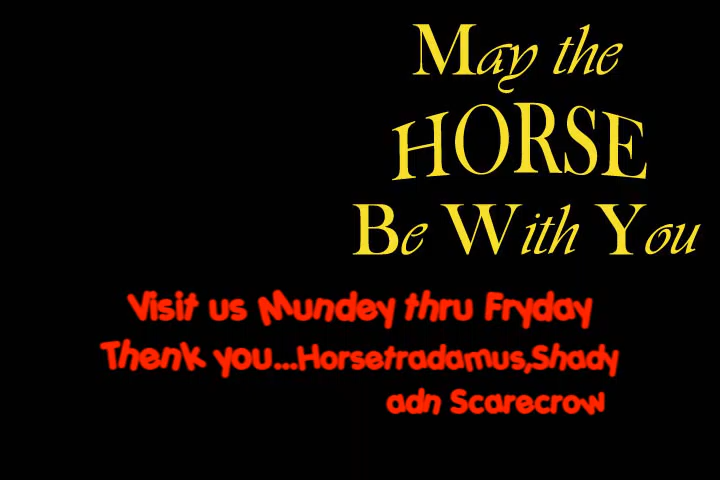 May the
HORSE
Be With You
Visit us Mundey thru Fryday
Thenk you...Horsetradamus,Shady
adn Scarecrow